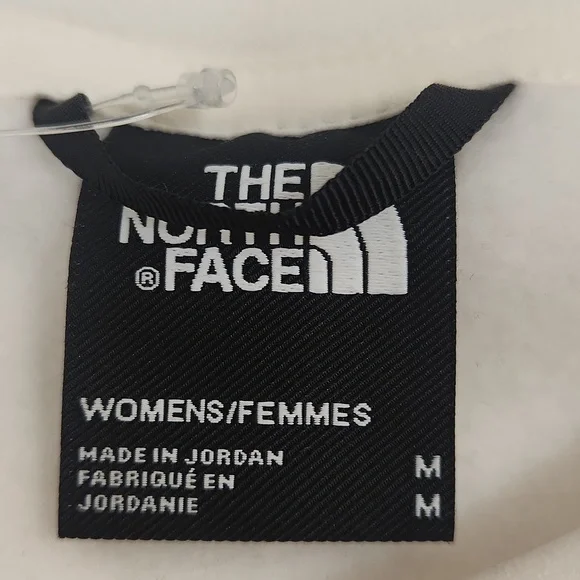 THE
NORTH
® FACE
WOMENS/FEMMES
MADE IN JORDAN M
FABRIQUÉ EN
JORDANIE M